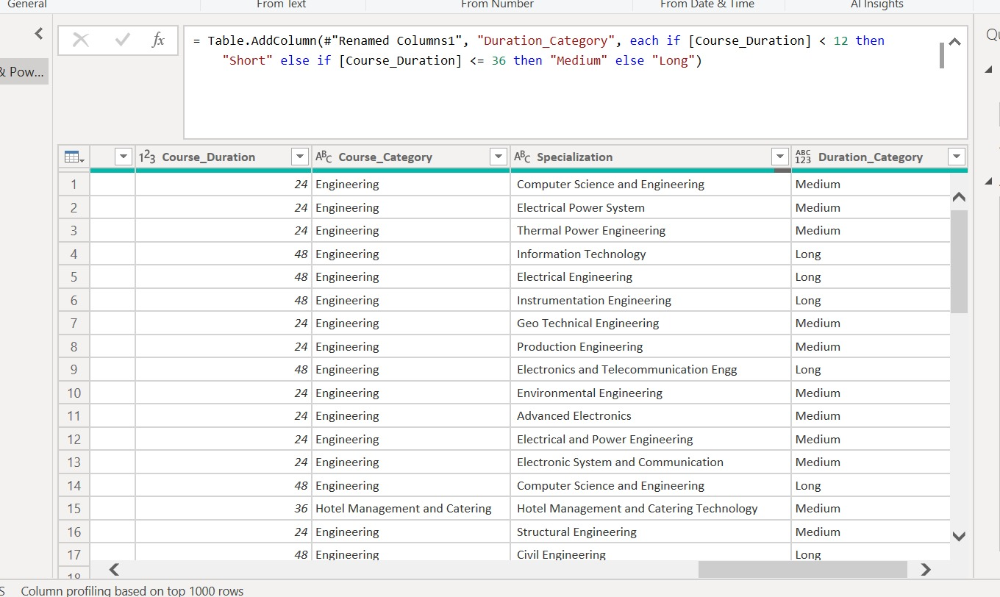 General From Text From Number From Date & Time AI Insights
fx = Table.AddColumn(#"Renamed Columns1", "Duration_Category", each if [Course_Duration] < 12 then
"Short" else if [Course_Duration] <= 36 then "Medium" else "Long")
& Pow...
1²3 Course_Duration ABC Course_Category ABC Specialization ABC 123 Duration_Category
1 24 Engineering Computer Science and Engineering Medium
2 24 Engineering Electrical Power System Medium
3 24 Engineering Thermal Power Engineering Medium
4 48 Engineering Information Technology Long
5 48 Engineering Electrical Engineering Long
6 48 Engineering Instrumentation Engineering Long
7 24 Engineering Geo Technical Engineering Medium
8 24 Engineering Production Engineering Medium
9 48 Engineering Electronics and Telecommunication Engg Long
10 24 Engineering Environmental Engineering Medium
11 24 Engineering Advanced Electronics Medium
12 24 Engineering Electrical and Power Engineering Medium
13 24 Engineering Electronic System and Communication Medium
14 48 Engineering Computer Science and Engineering Long
15 36 Hotel Management and Catering Hotel Management and Catering Technology Medium
16 24 Engineering Structural Engineering Medium
17 48 Engineering Civil Engineering Long
18
Column profiling based on top 1000 rows